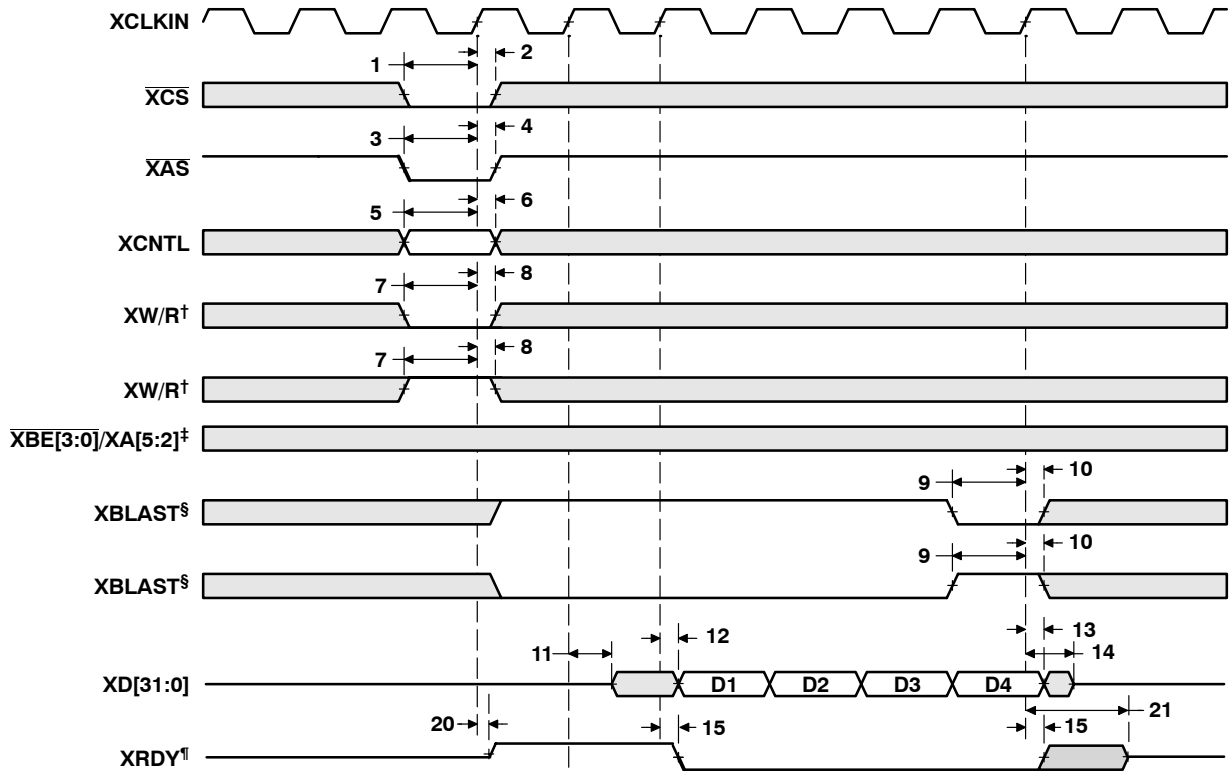 XCLKIN
2
1
XCS
4
3
XAS
6
5
XCNTL
8
7
XW/R†
8
7
XW/R†
XBE[3:0]/XA[5:2]‡
10
9
XBLAST§
10
9
XBLAST§
13
12
14
11
XD[31:0]
D1 D2 D3 D4
21
20
15
15
XRDY¶